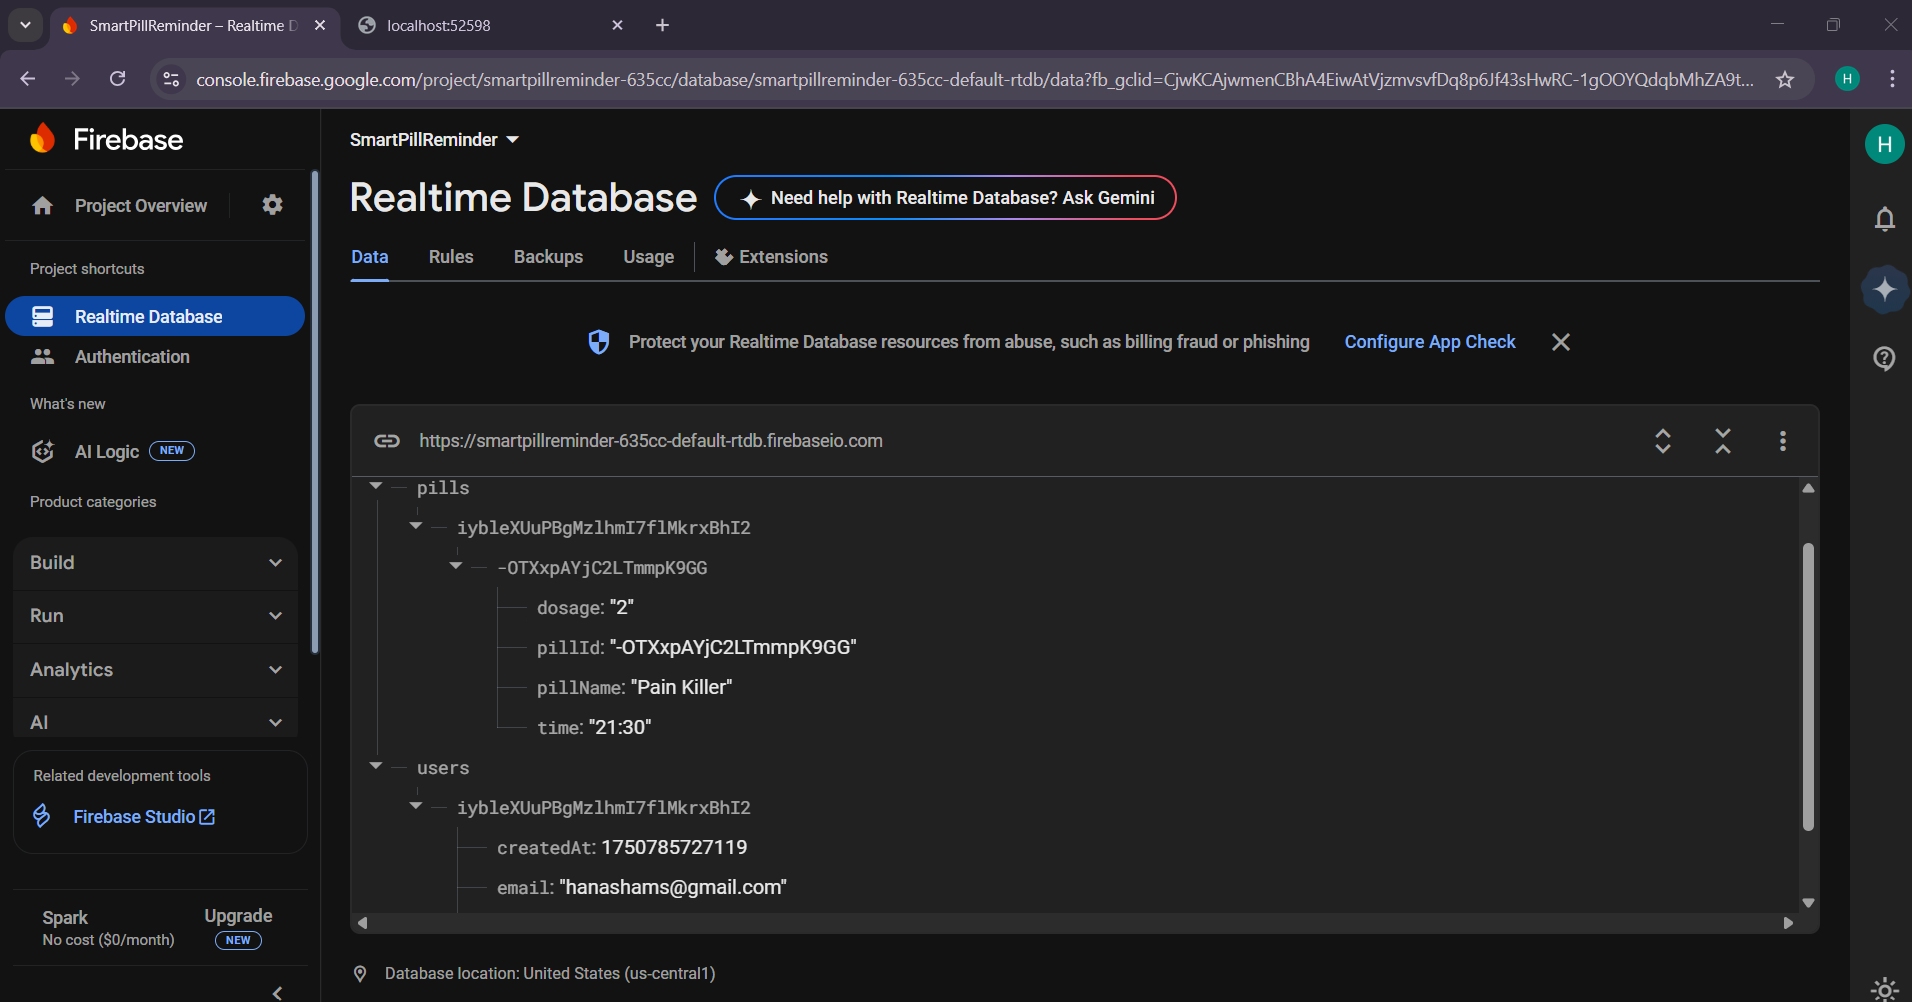 SmartPillReminder – Realtime D
localhost:52598
console.firebase.google.com/project/smartpillreminder-635cc/database/smartpillreminder-635cc-default-rtdb/data?fb_gclid=CjwKCAjwmenCBhA4EiwAtVjzmvsvfDq8p6Jf43sHwRC-1gOOYQdqbMhZA9t...
H
Firebase
SmartPillReminder
H
Project Overview
Realtime Database
Need help with Realtime Database? Ask Gemini
Data
Rules
Backups
Usage
Extensions
Project shortcuts
Realtime Database
Authentication
Protect your Realtime Database resources from abuse, such as billing fraud or phishing
Configure App Check
What's new
AI Logic
NEW
Product categories
Build
Run
Analytics
AI
Related development tools
Firebase Studio
Spark
No cost ($0/month)
Upgrade
NEW
https://smartpillreminder-635cc-default-rtdb.firebaseio.com
pills
iybleXUuPBgMzlhmI7flMkrxBhI2
-OTXxpAYjC2LTmmpK9GG
dosage: "2"
pillId: "-OTXxpAYjC2LTmmpK9GG"
pillName: "Pain Killer"
time: "21:30"
users
iybleXUuPBgMzlhmI7flMkrxBhI2
createdAt: 1750785727119
email: "hanashams@gmail.com"
Database location: United States (us-central1)